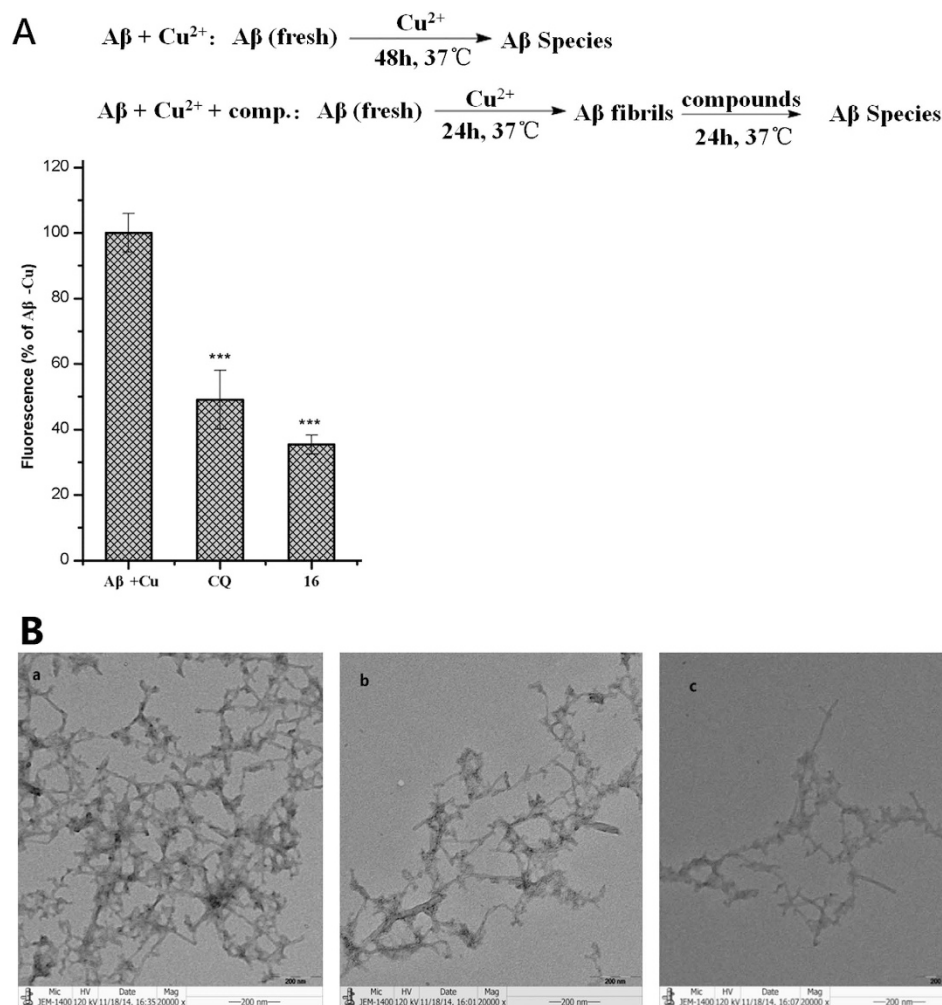 A
Aβ + Cu²⁺: Aβ (fresh) Cu²⁺ 48h, 37℃ Aβ Species
Aβ + Cu²⁺ + comp.: Aβ (fresh) Cu²⁺ 24h, 37℃ Aβ fibrils compounds 24h, 37℃ Aβ Species
120
100
80
60
40
20
0
Fluorescence (% of Aβ -Cu)
***
***
Aβ +Cu CQ 16
B
a b c
200 nm 200 nm 200 nm
Mic HV Date Mag
JEM-1400 120 kV 11/18/14, 16:35 20000 x 200 nm
Mic HV Date Mag
JEM-1400 120 kV 11/18/14, 16:01 20000 x 200 nm
Mic HV Date Mag
JEM-1400 120 kV 11/18/14, 16:07 20000 x 200 nm